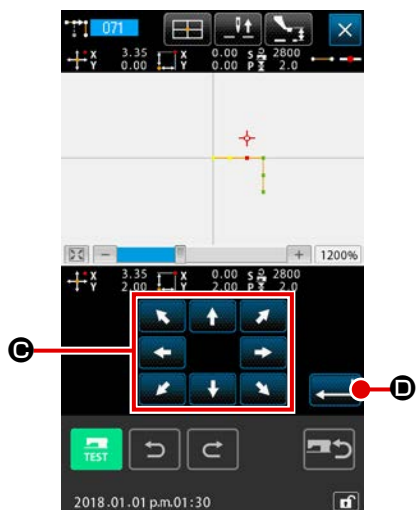 071
X 3.35 X 0.00 S 2800
Y 0.00 Y 0.00 P 2.0
1200%
X 3.35 X 0.00 S 2800
Y 2.00 Y 2.00 P 2.0
C
D
TEST
2018.01.01 p.m.01:30